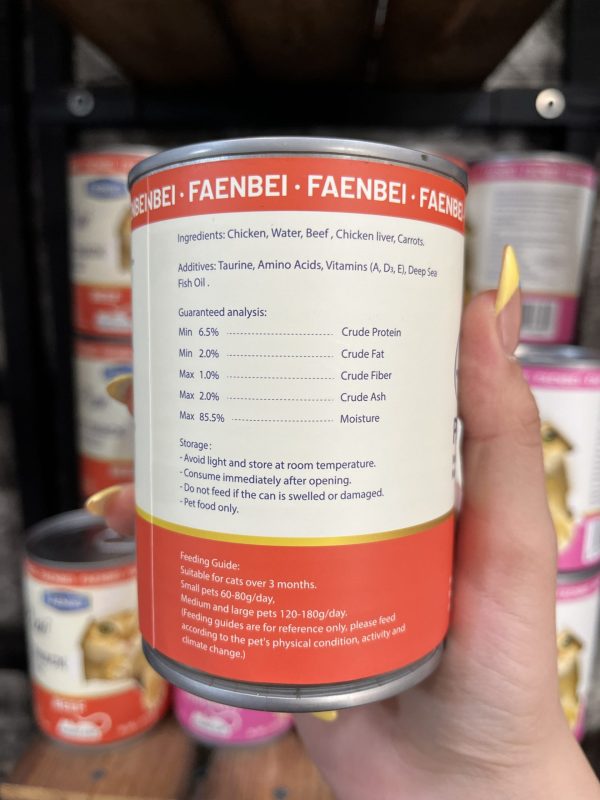 FAENBEI · FAENBEI · FAENBEI
Ingredients: Chicken, Water, Beef , Chicken liver, Carrots.
Additives: Taurine, Amino Acids, Vitamins (A, D₃, E), Deep Sea
Fish Oil .
Guaranteed analysis:
Min 6.5% Crude Protein
Min 2.0% Crude Fat
Max 1.0% Crude Fiber
Max 2.0% Crude Ash
Max 85.5% Moisture
Storage :
- Avoid light and store at room temperature.
- Consume immediately after opening.
- Do not feed if the can is swelled or damaged.
- Pet food only.
Feeding Guide:
Suitable for cats over 3 months.
Small pets 60-80g/day,
Medium and large pets 120-180g/day.
(Feeding guides are for reference only, please feed
according to the pet's physical condition, activity and
climate change.)
BEEF